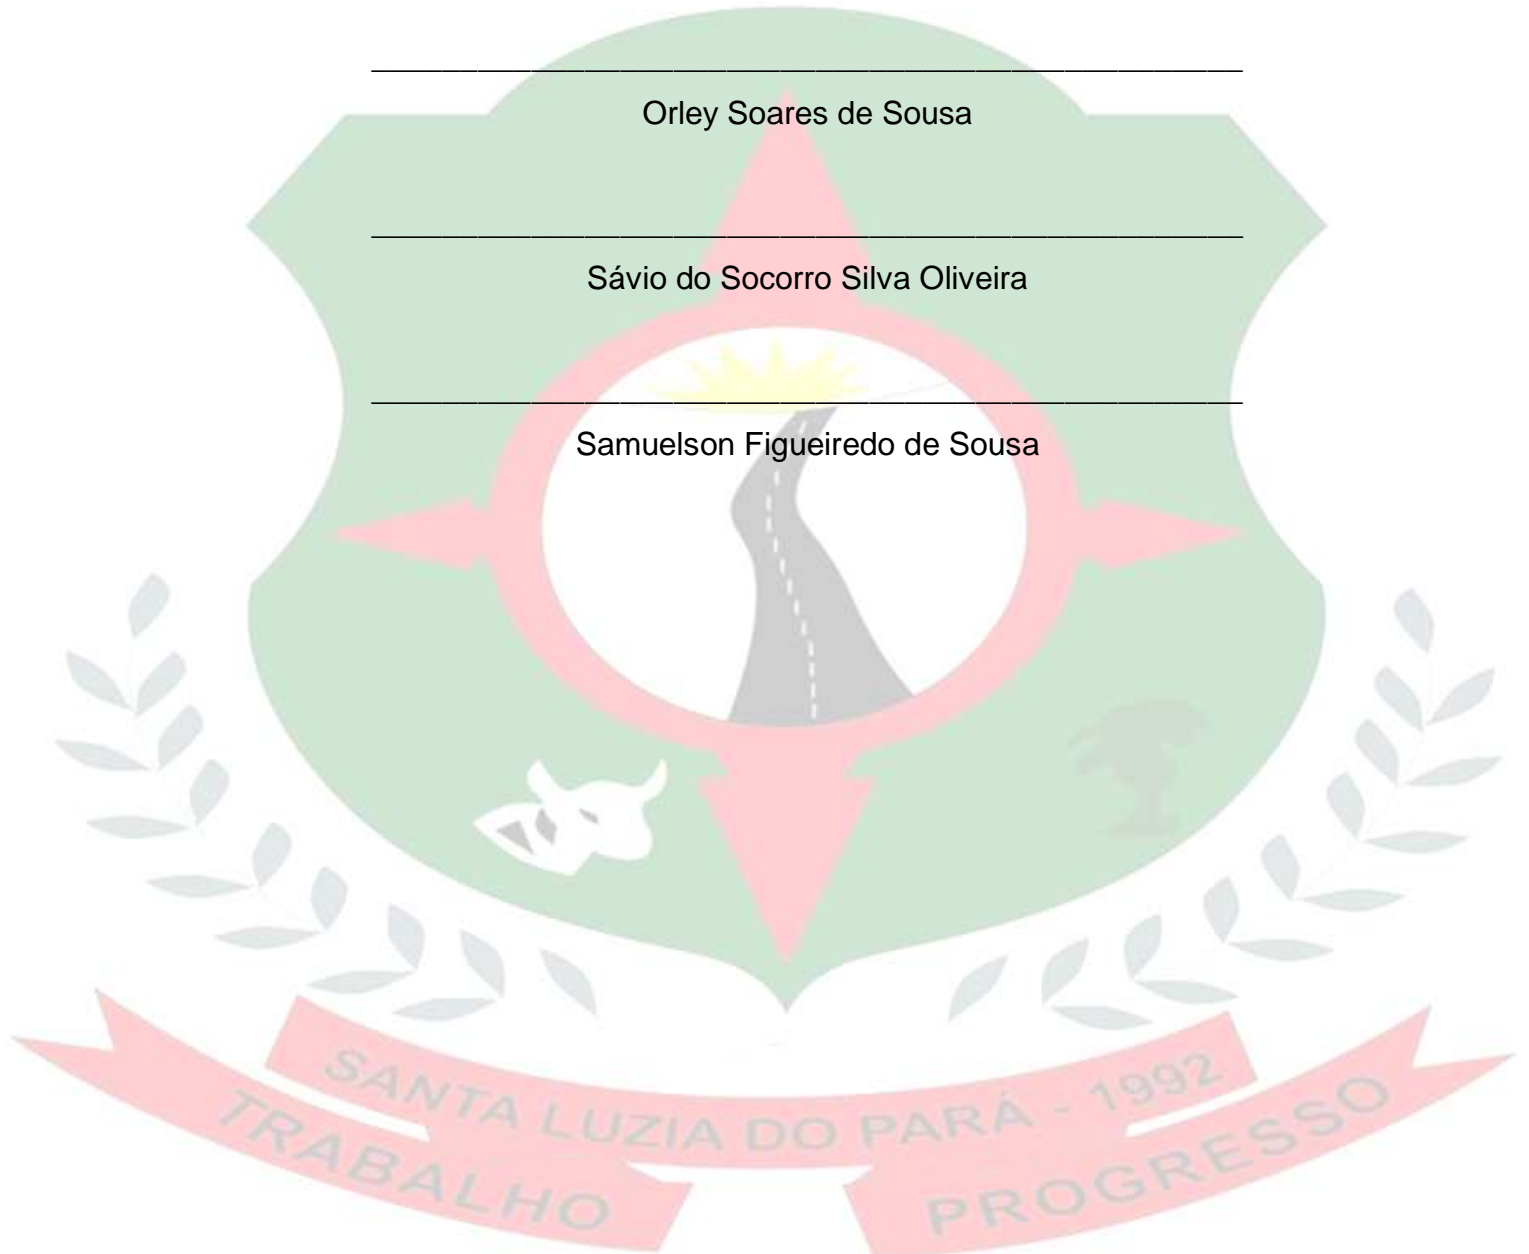 Orley Soares de Sousa
Sávio do Socorro Silva Oliveira
Samuelson Figueiredo de Sousa
SANTA LUZIA DO PARÁ - 1992
TRABALHO
PROGRESSO